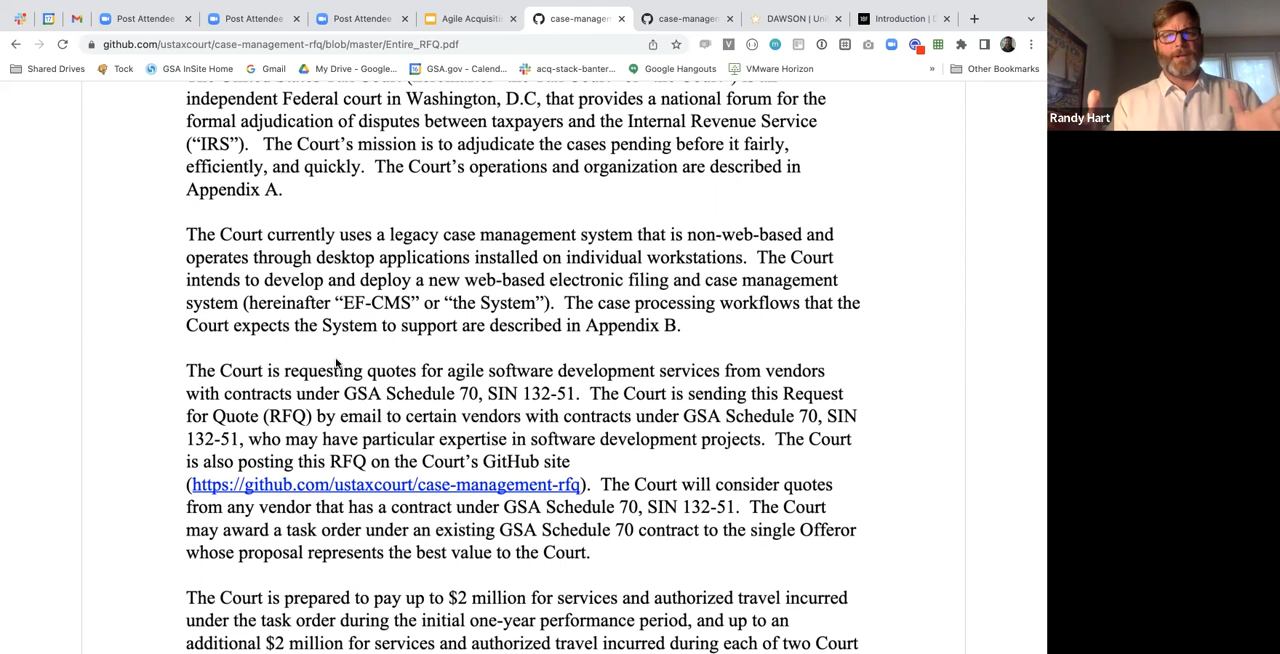 Post Attendee
Post Attendee
Post Attendee
Agile Acquisiti
case-managem
case-managem
DAWSON | Uni
Introduction | D
github.com/ustaxcourt/case-management-rfq/blob/master/Entire_RFQ.pdf
Shared Drives
Tock
GSA InSite Home
Gmail
My Drive - Google...
GSA.gov - Calend...
acq-stack-banter...
Google Hangouts
VMware Horizon
»
Other Bookmarks
Randy Hart
independent Federal court in Washington, D.C, that provides a national forum for the
formal adjudication of disputes between taxpayers and the Internal Revenue Service
(“IRS”).   The Court’s mission is to adjudicate the cases pending before it fairly,
efficiently, and quickly.  The Court’s operations and organization are described in
Appendix A.
The Court currently uses a legacy case management system that is non-web-based and
operates through desktop applications installed on individual workstations.  The Court
intends to develop and deploy a new web-based electronic filing and case management
system (hereinafter “EF-CMS” or “the System”).  The case processing workflows that the
Court expects the System to support are described in Appendix B.
The Court is requesting quotes for agile software development services from vendors
with contracts under GSA Schedule 70, SIN 132-51.  The Court is sending this Request
for Quote (RFQ) by email to certain vendors with contracts under GSA Schedule 70, SIN
132-51, who may have particular expertise in software development projects.  The Court
is also posting this RFQ on the Court’s GitHub site
(https://github.com/ustaxcourt/case-management-rfq).  The Court will consider quotes
from any vendor that has a contract under GSA Schedule 70, SIN 132-51.  The Court
may award a task order under an existing GSA Schedule 70 contract to the single Offeror
whose proposal represents the best value to the Court.
The Court is prepared to pay up to $2 million for services and authorized travel incurred
under the task order during the initial one-year performance period, and up to an
additional $2 million for services and authorized travel incurred during each of two Court